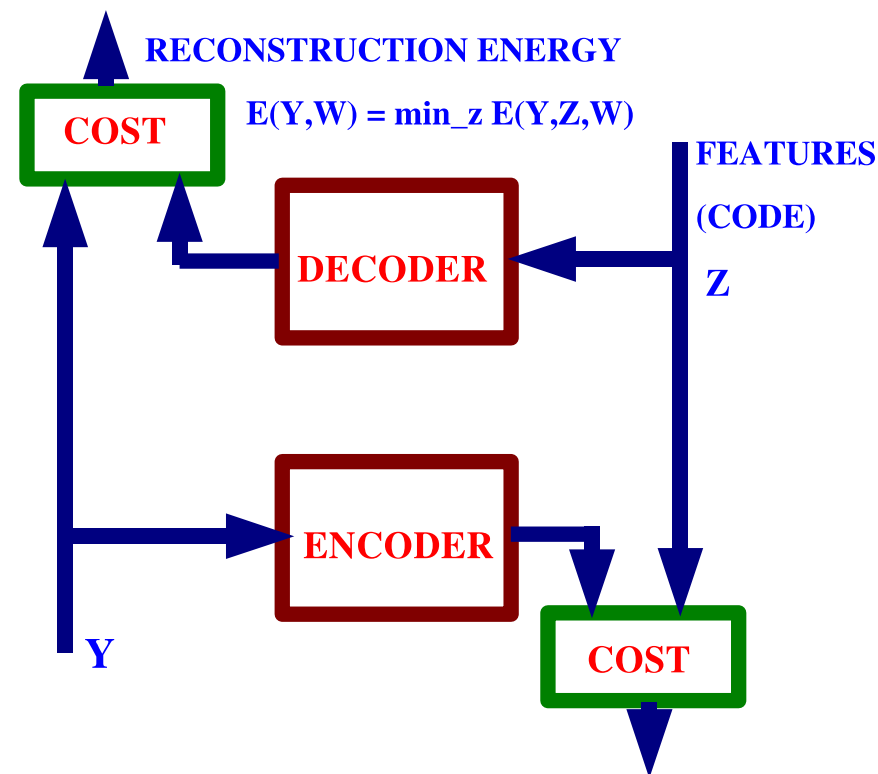 RECONSTRUCTION ENERGY
E(Y,W) = min_z E(Y,Z,W)
COST
FEATURES
(CODE)
Z
DECODER
ENCODER
Y
COST